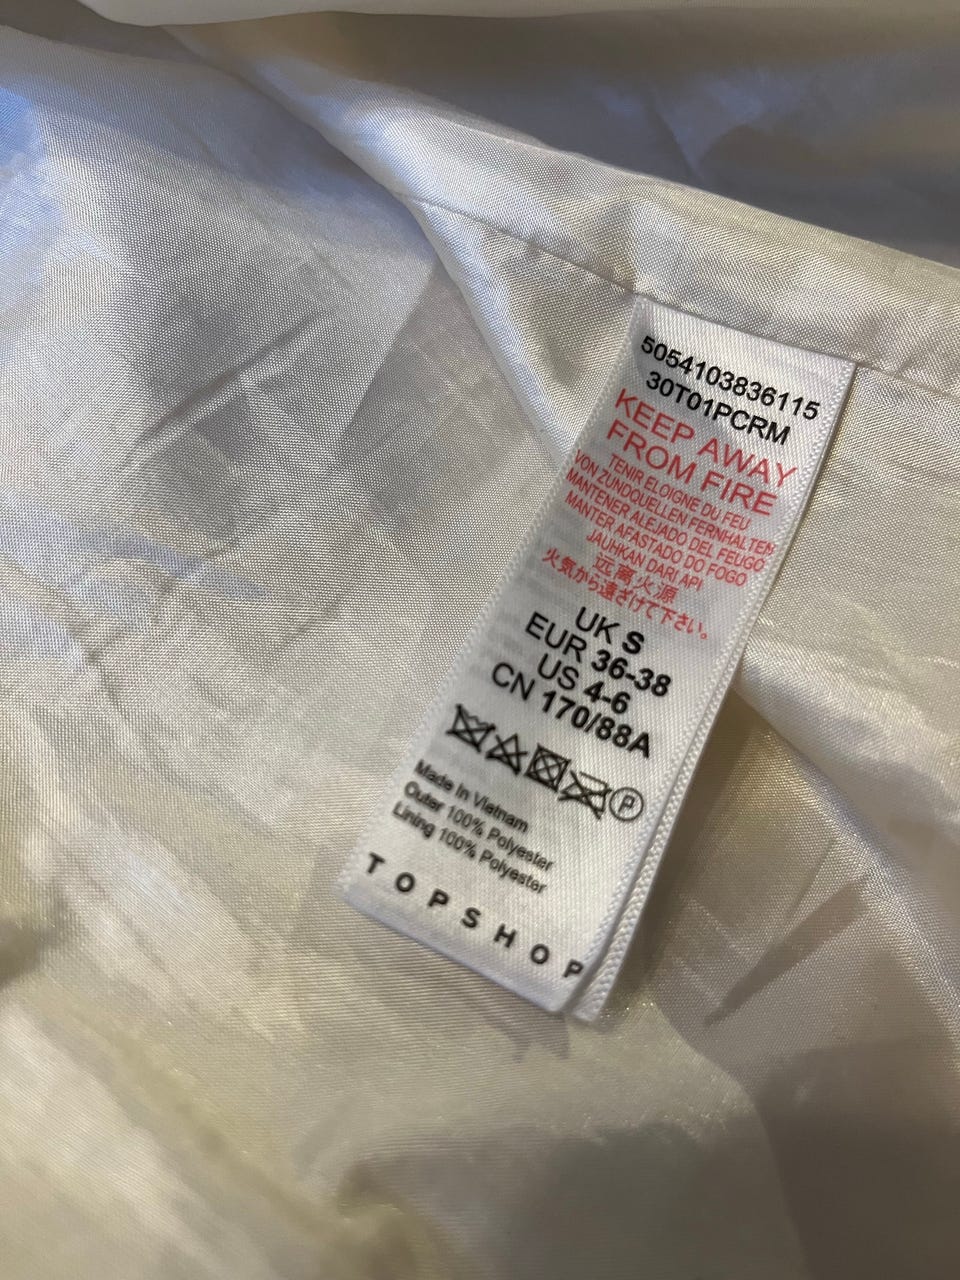 5054103836115
30T01PCRM
KEEP AWAY
FROM FIRE
TENIR ELOIGNE DU FEU
VON ZUNDQUELLEN FERNHALTEN
MANTENER ALEJADO DEL FEUGO
MANTER AFASTADO DO FOGO
JAUHKAN DARI API
远离火源
火気から遠ざけて下さい。
UK S
EUR 36-38
US 4-6
CN 170/88A
P
Made In Vietnam
Outer 100% Polyester
Lining 100% Polyester
TOPSHOP